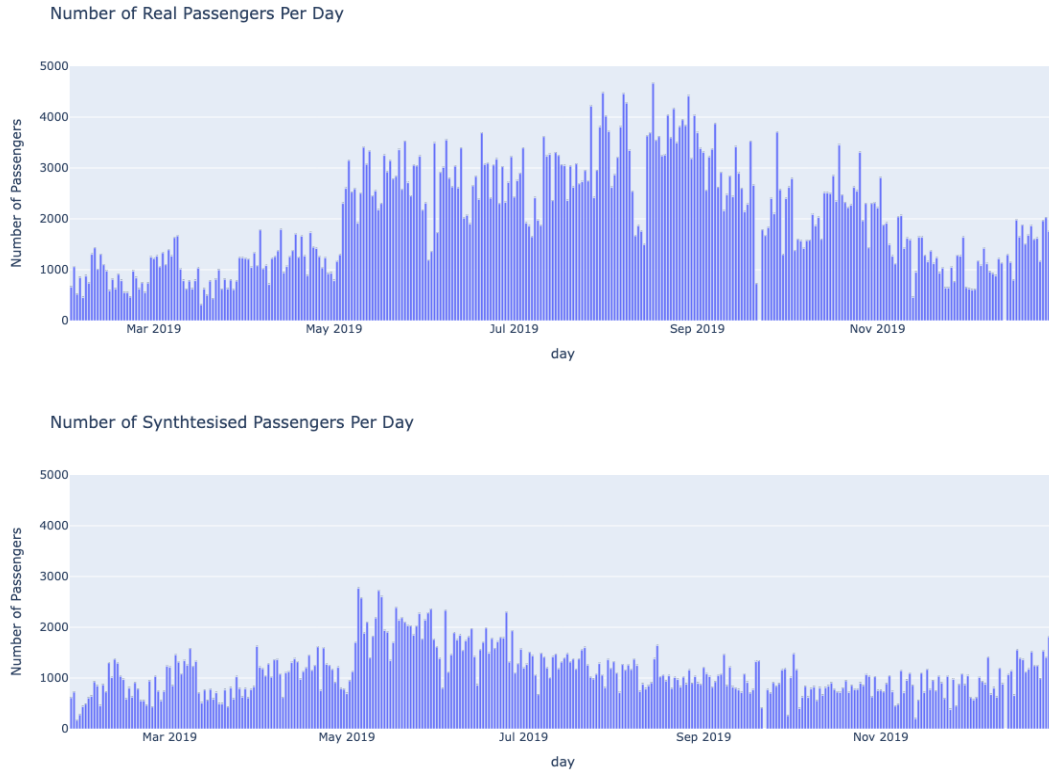 Number of Real Passengers Per Day
5000
4000
3000
2000
1000
0
Number of Passengers
Mar 2019 May 2019 Jul 2019 Sep 2019 Nov 2019
day
Number of Synthtesised Passengers Per Day
5000
4000
3000
2000
1000
0
Number of Passengers
Mar 2019 May 2019 Jul 2019 Sep 2019 Nov 2019
day